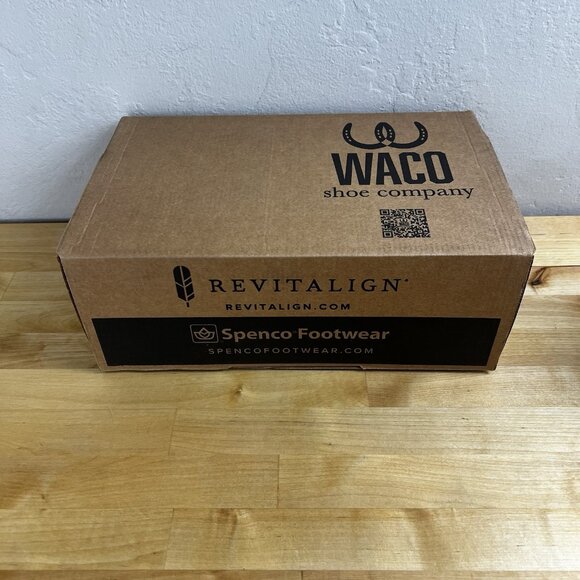 WACO
shoe company
REVITALIGN
REVITALIGN.COM
Spenco Footwear
SPENCOFOOTWEAR.COM